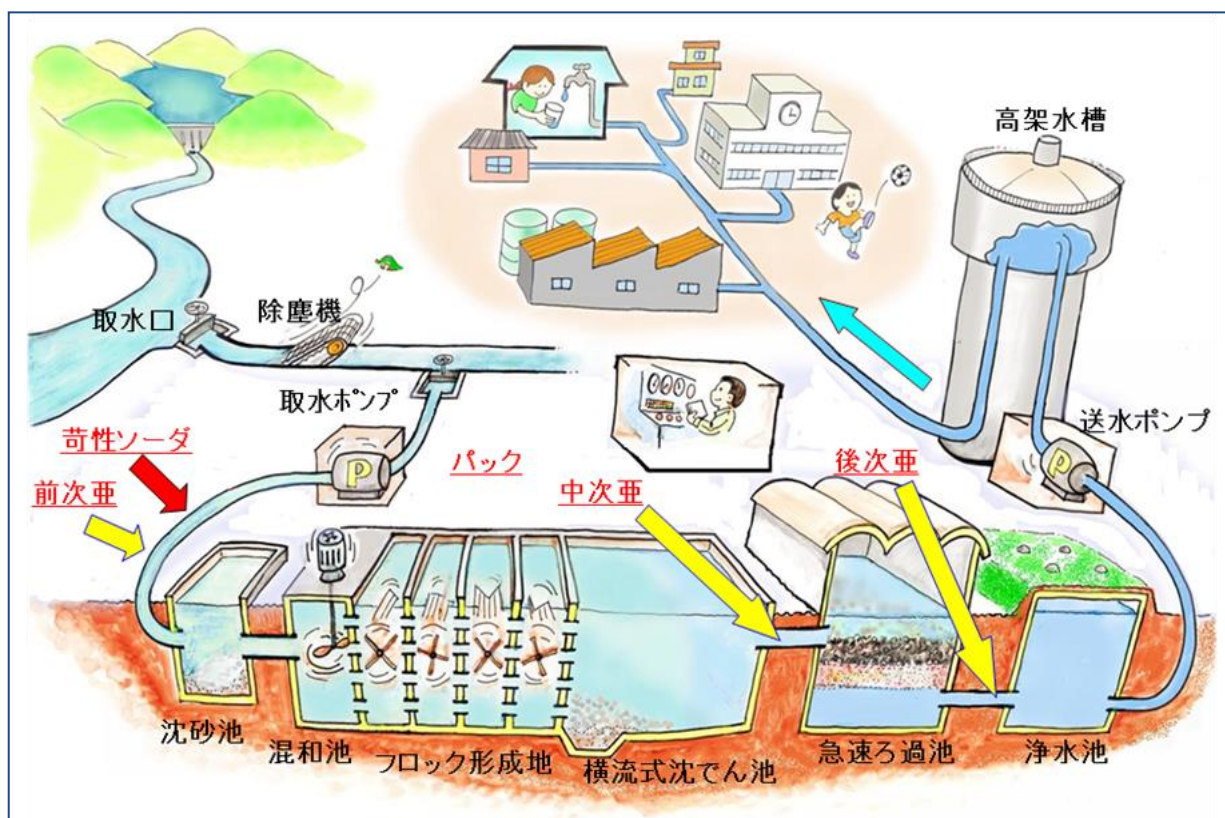 高架水槽
取水口
除塵機
取水ポンプ
送水ポンプ
苛性ソーダ
パック
後次亜
前次亜
中次亜
P
P
沈砂池
混和池
フロック形成地
横流式沈でん池
急速ろ過池
浄水池